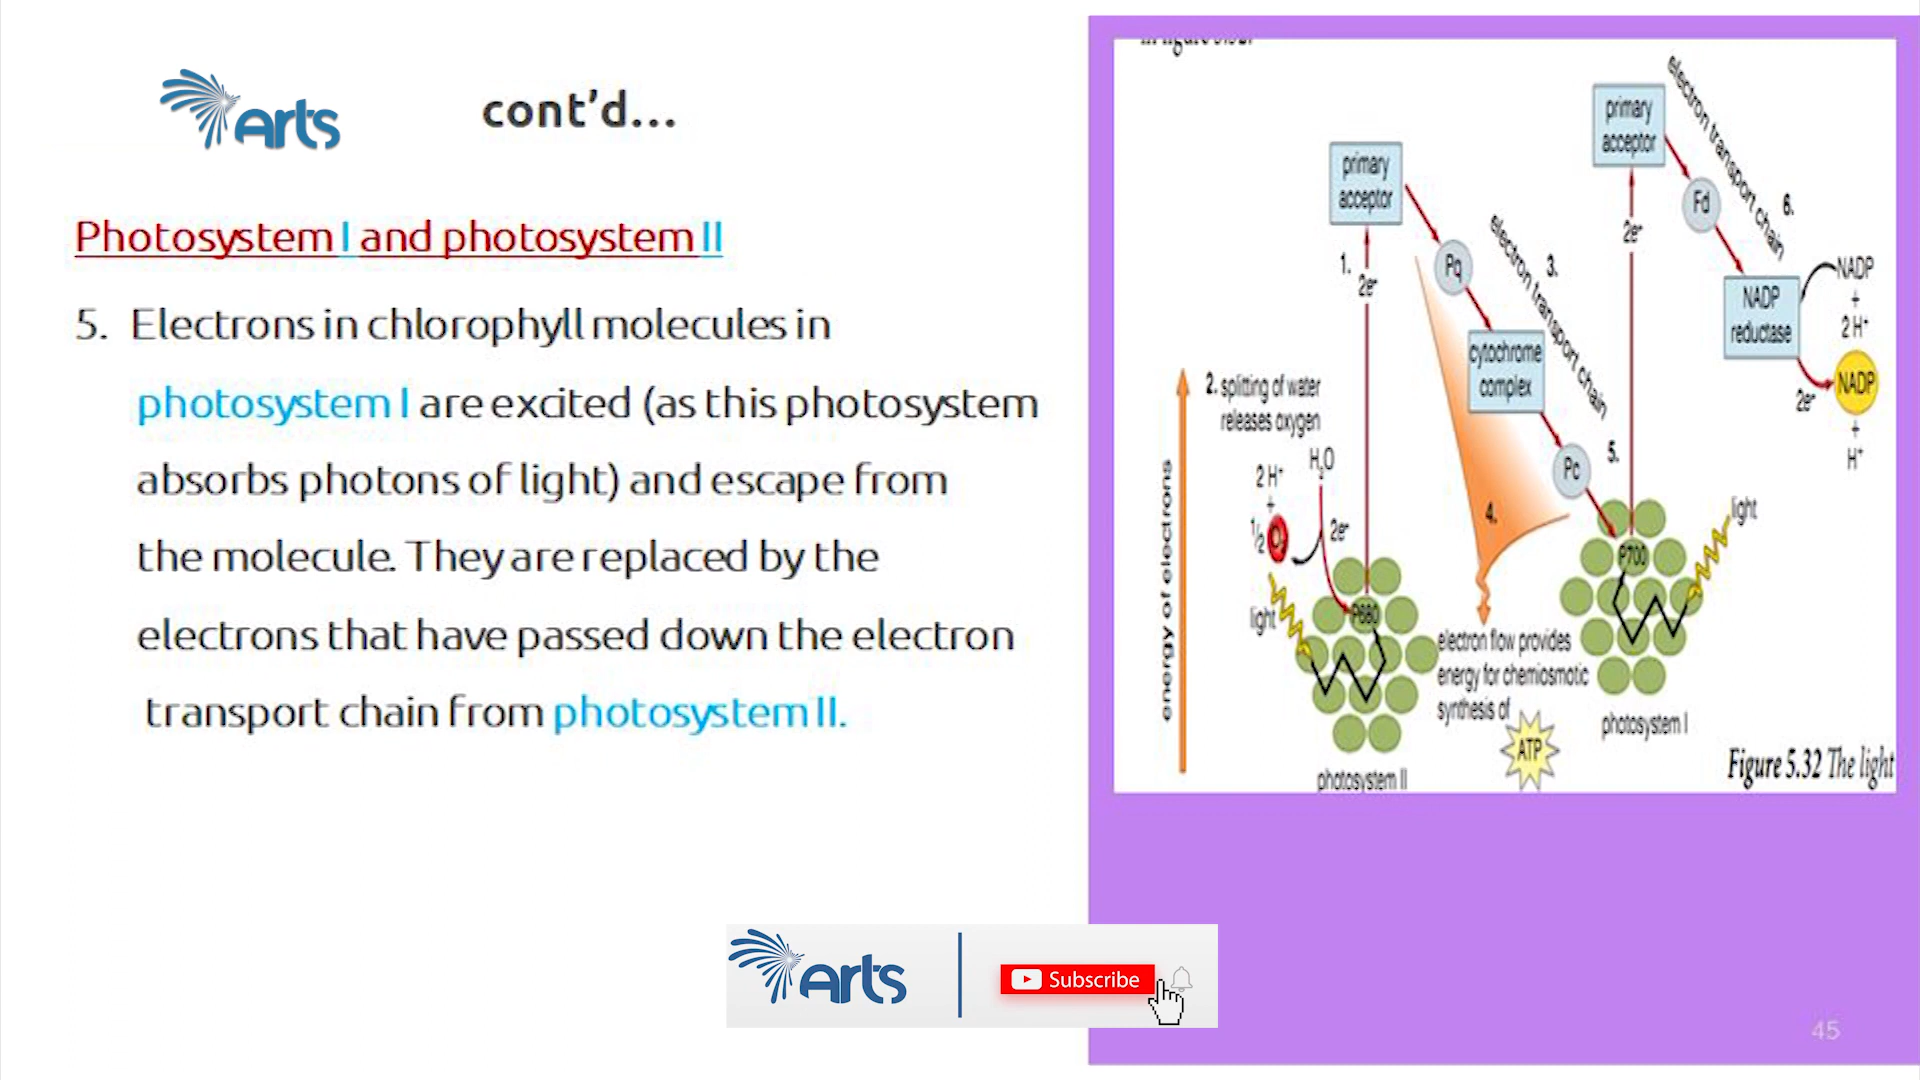 arts
cont'd...
Photosystem I and photosystem II
5. Electrons in chlorophyll molecules in
photosystem I are excited (as this photosystem
absorbs photons of light) and escape from
the molecule. They are replaced by the
electrons that have passed down the electron
transport chain from photosystem II.
primary
acceptor
electron transport chain
6.
primary
acceptor
Fd
2e⁻
1.
2e⁻
Pq
electron transport chain
3.
NADP
+
2 H⁺
NADP
reductase
NADP
2e⁻
+
H⁺
cytochrome
complex
2. splitting of water
releases oxygen
H₂O
2 H⁺
+
1/2 O₂
2e⁻
Pc
5.
4.
light
P700
light
P680
energy of electrons
electron flow provides
energy for chemiosmotic
synthesis of
ATP
photosystem I
photosystem II
Figure 5.32 The light
arts
Subscribe
45